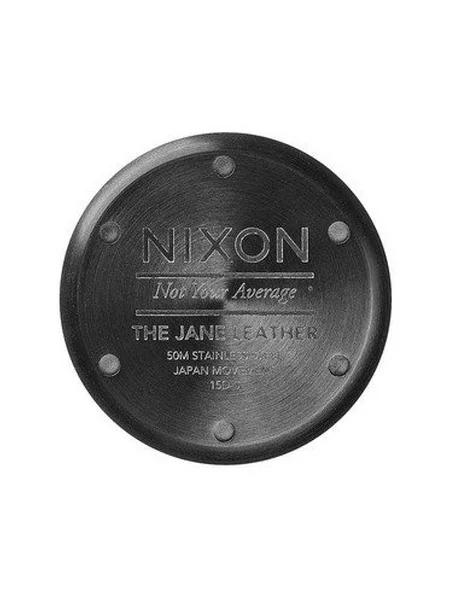 NIXON
Not Your Average
THE JANE LEATHER
50M STAINLESS
JAPAN